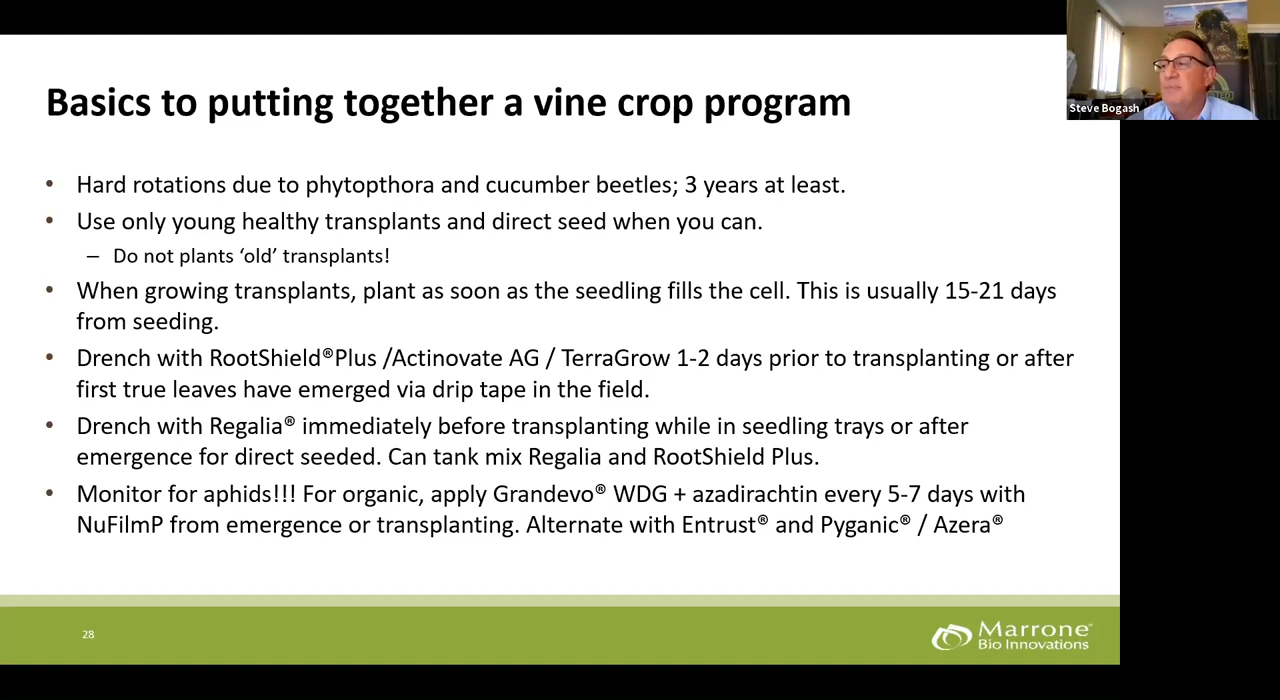 Basics to putting together a vine crop program
Steve Bogash
• Hard rotations due to phytopthora and cucumber beetles; 3 years at least.
• Use only young healthy transplants and direct seed when you can.
– Do not plants ‘old’ transplants!
• When growing transplants, plant as soon as the seedling fills the cell. This is usually 15-21 days
from seeding.
• Drench with RootShield®Plus /Actinovate AG / TerraGrow 1-2 days prior to transplanting or after
first true leaves have emerged via drip tape in the field.
• Drench with Regalia® immediately before transplanting while in seedling trays or after
emergence for direct seeded. Can tank mix Regalia and RootShield Plus.
• Monitor for aphids!!! For organic, apply Grandevo® WDG + azadirachtin every 5-7 days with
NuFilmP from emergence or transplanting. Alternate with Entrust® and Pyganic® / Azera®
28
Marrone®
Bio Innovations